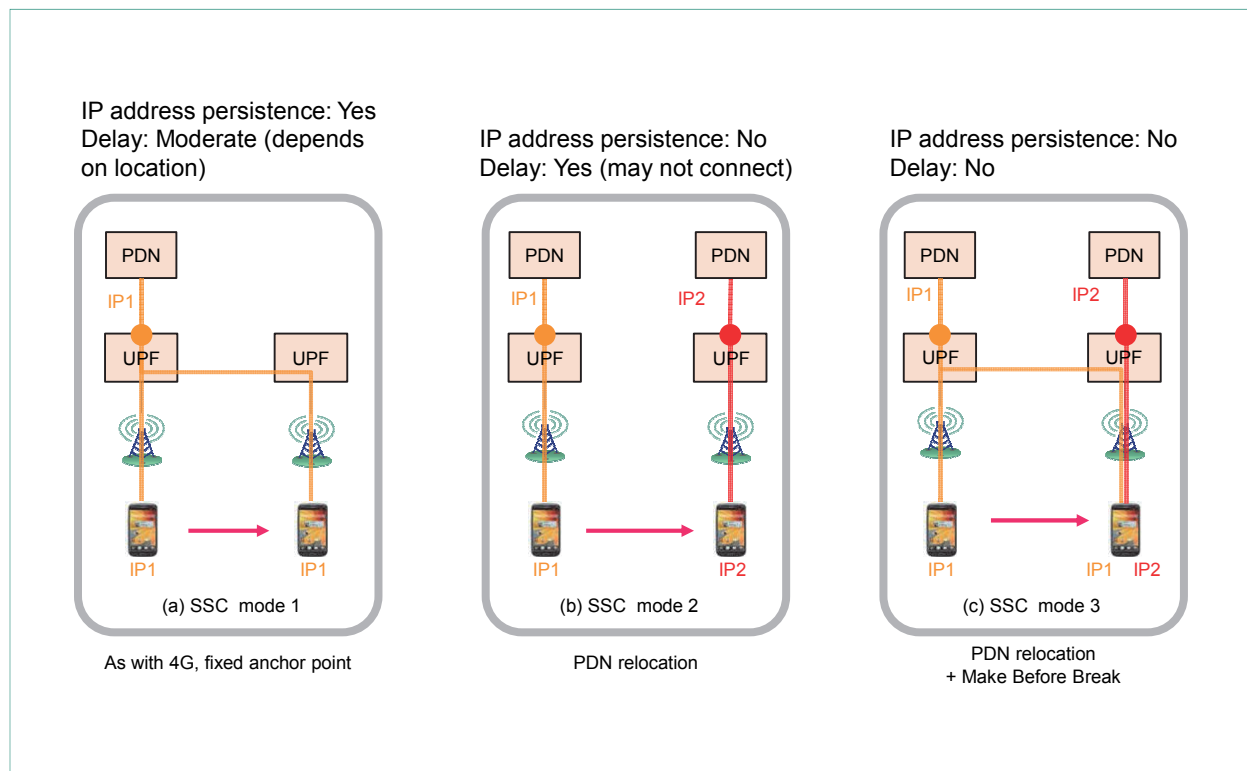 IP address persistence: Yes
Delay: Moderate (depends
on location)
PDN
IP1
UPF
UPF
IP1
IP1
(a) SSC mode 1
As with 4G, fixed anchor point
IP address persistence: No
Delay: Yes (may not connect)
PDN
PDN
IP1
IP2
UPF
UPF
IP1
IP2
(b) SSC mode 2
PDN relocation
IP address persistence: No
Delay: No
PDN
PDN
IP1
IP2
UPF
UPF
IP1
IP1
IP2
(c) SSC mode 3
PDN relocation
+ Make Before Break